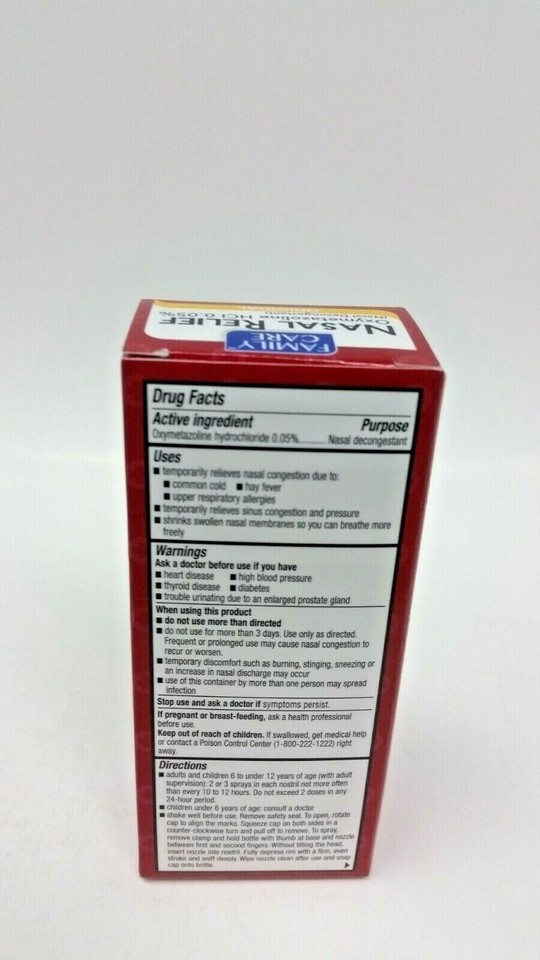 FAMILY
CARE™
NASAL RELIEF
Oxymetazoline HCl 0.05%
(Nasal Decongestant)
Drug Facts
Active ingredient Purpose
Oxymetazoline hydrochloride 0.05%.........Nasal decongestant
Uses
■ temporarily relieves nasal congestion due to:
■ common cold ■ hay fever
■ upper respiratory allergies
■ temporarily relieves sinus congestion and pressure
■ shrinks swollen nasal membranes so you can breathe more
freely
Warnings
Ask a doctor before use if you have
■ heart disease ■ high blood pressure
■ thyroid disease ■ diabetes
■ trouble urinating due to an enlarged prostate gland
When using this product
■ do not use more than directed
■ do not use for more than 3 days. Use only as directed.
Frequent or prolonged use may cause nasal congestion to
recur or worsen.
■ temporary discomfort such as burning, stinging, sneezing or
an increase in nasal discharge may occur
■ use of this container by more than one person may spread
infection
Stop use and ask a doctor if symptoms persist.
If pregnant or breast-feeding, ask a health professional
before use.
Keep out of reach of children. If swallowed, get medical help
or contact a Poison Control Center (1-800-222-1222) right
away.
Directions
■ adults and children 6 to under 12 years of age (with adult
supervision): 2 or 3 sprays in each nostril not more often
than every 10 to 12 hours. Do not exceed 2 doses in any
24-hour period.
■ children under 6 years of age: consult a doctor
■ shake well before use. Remove safety seal. To open, rotate
cap to align the marks. Squeeze cap on both sides in a
counter-clockwise turn and pull off to remove. To spray,
remove clamp and hold bottle with thumb at base and nozzle
between first and second fingers. Without tilting the head,
insert nozzle into nostril. Fully depress rim with a firm, even
stroke and sniff deeply. Wipe nozzle clean after use and snap
cap onto bottle.